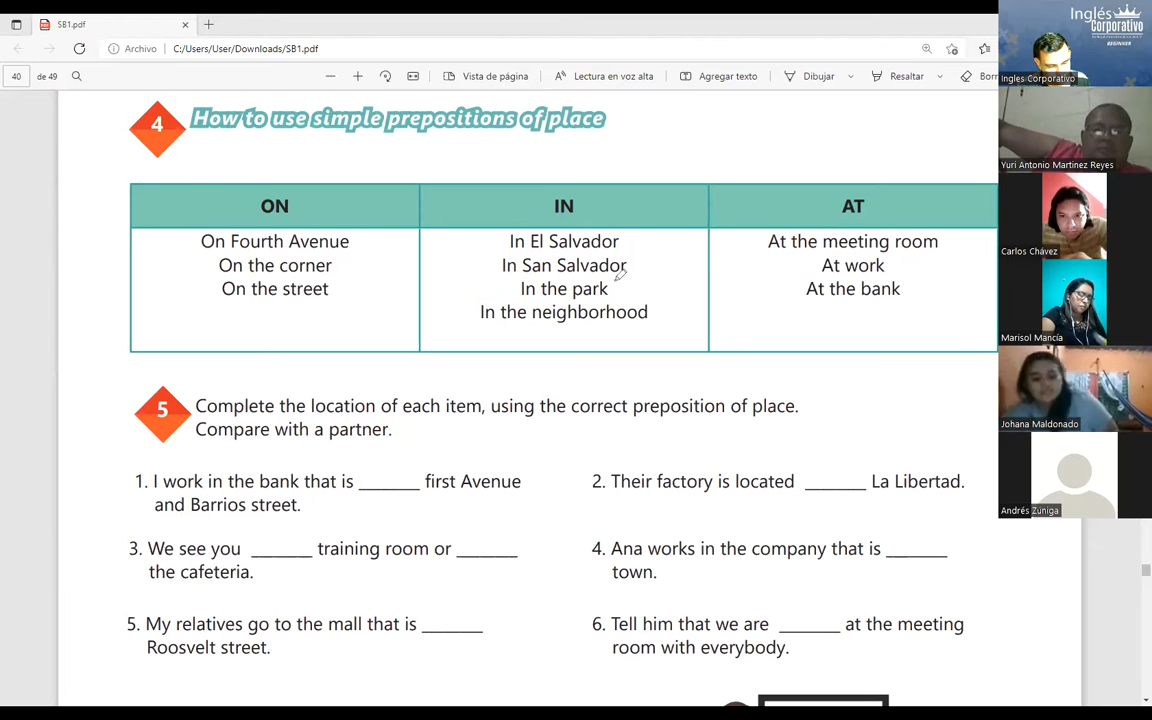 SB1.pdf
Archivo
C:/Users/User/Downloads/SB1.pdf
40
de 49
Vista de página
Lectura en voz alta
Agregar texto
Dibujar
Resaltar
Borr
4
How to use simple prepositions of place
ON
IN
AT
On Fourth Avenue
On the corner
On the street
In El Salvador
In San Salvador
In the park
In the neighborhood
At the meeting room
At work
At the bank
5
Complete the location of each item, using the correct preposition of place.
Compare with a partner.
1. I work in the bank that is _______ first Avenue
and Barrios street.
2. Their factory is located _______ La Libertad.
3. We see you _______ training room or _______
the cafeteria.
4. Ana works in the company that is _______
town.
5. My relatives go to the mall that is _______
Roosvelt street.
6. Tell him that we are _______ at the meeting
room with everybody.
Inglés
Corporativo
BEGINNER
Ingles Corporativo
Yuri Antonio Martinez Reyes
Carlos Chávez
Marisol Mancía
Johana Maldonado
Andrés Zúniga